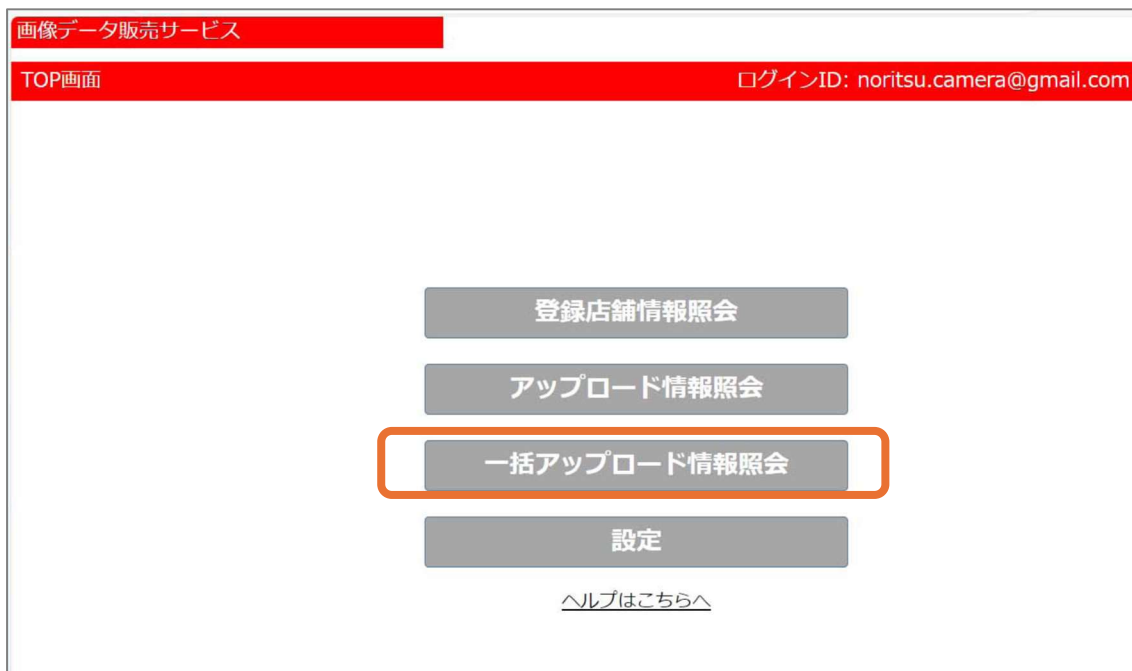 画像データ販売サービス
TOP画面 ログインID: noritsu.camera@gmail.com
登録店舗情報照会
アップロード情報照会
一括アップロード情報照会
設定
ヘルプはこちらへ